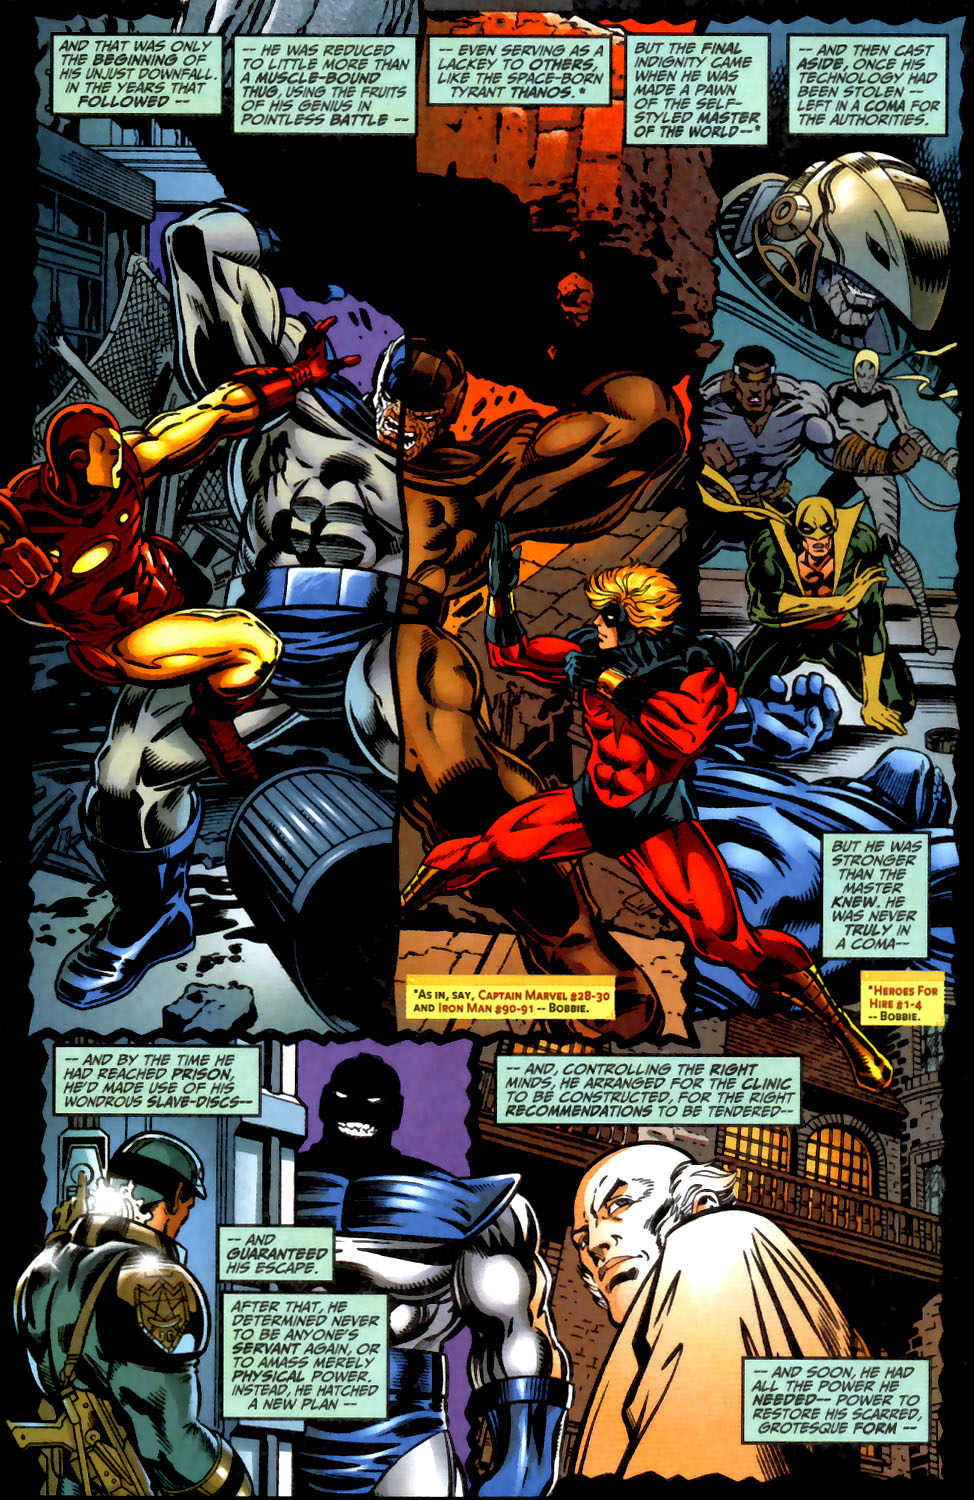 AND THAT WAS ONLY
THE BEGINNING OF
HIS UNJUST DOWNFALL.
IN THE YEARS THAT
FOLLOWED --
-- HE WAS REDUCED
TO LITTLE MORE THAN
A MUSCLE-BOUND
THUG, USING THE FRUITS
OF HIS GENIUS IN
POINTLESS BATTLE --
-- EVEN SERVING AS A
LACKEY TO OTHERS,
LIKE THE SPACE-BORN
TYRANT THANOS.*
BUT THE FINAL
INDIGNITY CAME
WHEN HE WAS
MADE A PAWN
OF THE SELF-
STYLED MASTER
OF THE WORLD--*
-- AND THEN CAST
ASIDE, ONCE HIS
TECHNOLOGY HAD
BEEN STOLEN --
LEFT IN A COMA FOR
THE AUTHORITIES.
BUT HE WAS
STRONGER
THAN THE
MASTER
KNEW. HE
WAS NEVER
TRULY IN
A COMA--
*AS IN, SAY, CAPTAIN MARVEL #28-30
AND IRON MAN #90-91 -- BOBBIE.
*HEROES FOR
HIRE #1-4
-- BOBBIE.
-- AND BY THE TIME HE
HAD REACHED PRISON,
HE'D MADE USE OF HIS
WONDROUS SLAVE-DISCS--
-- AND
GUARANTEED
HIS ESCAPE.
AFTER THAT, HE
DETERMINED NEVER
TO BE ANYONE'S
SERVANT AGAIN, OR
TO AMASS MERELY
PHYSICAL POWER.
INSTEAD, HE HATCHED
A NEW PLAN --
-- AND, CONTROLLING THE RIGHT
MINDS, HE ARRANGED FOR THE CLINIC
TO BE CONSTRUCTED, FOR THE RIGHT
RECOMMENDATIONS TO BE TENDERED--
-- AND SOON, HE HAD
ALL THE POWER HE
NEEDED-- POWER TO
RESTORE HIS SCARRED,
GROTESQUE FORM --